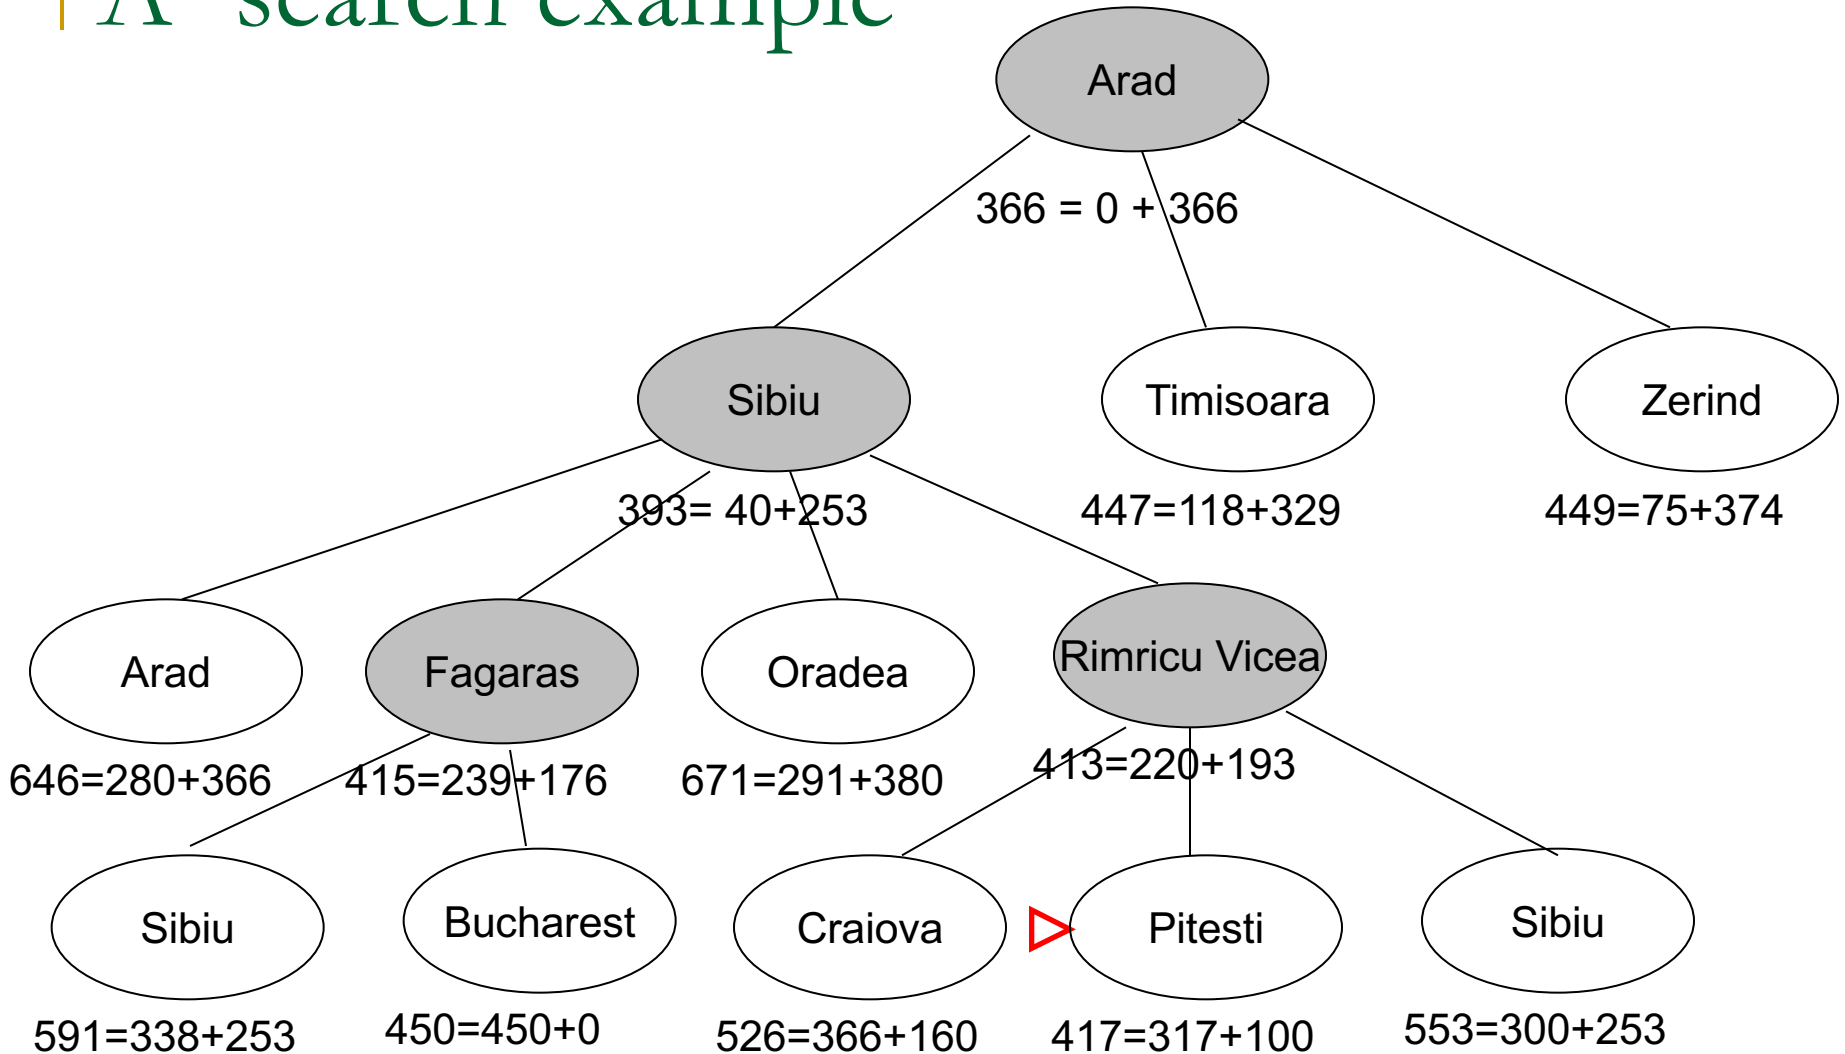 A* search example
Arad
366 = 0 + 366
Sibiu
Timisoara
Zerind
393= 40+253
447=118+329
449=75+374
Arad
Fagaras
Oradea
Rimricu Vicea
646=280+366
415=239+176
671=291+380
413=220+193
Sibiu
Bucharest
Craiova
Pitesti
Sibiu
591=338+253
450=450+0
526=366+160
417=317+100
553=300+253